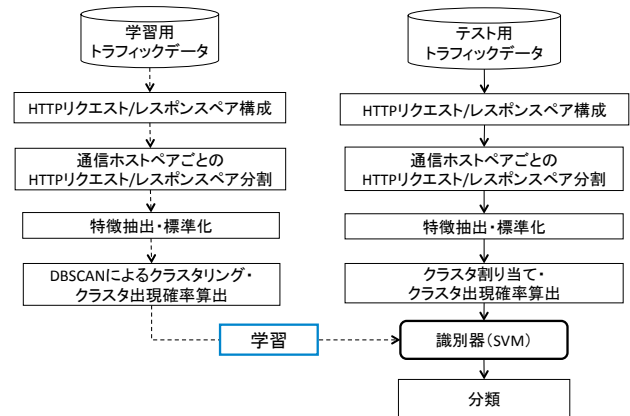 学習用
トラフィックデータ
HTTPリクエスト/レスポンスペア構成
通信ホストペアごとの
HTTPリクエスト/レスポンスペア分割
特徴抽出・標準化
DBSCANによるクラスタリング・
クラスタ出現確率算出
学習
テスト用
トラフィックデータ
HTTPリクエスト/レスポンスペア構成
通信ホストペアごとの
HTTPリクエスト/レスポンスペア分割
特徴抽出・標準化
クラスタ割り当て・
クラスタ出現確率算出
識別器(SVM)
分類